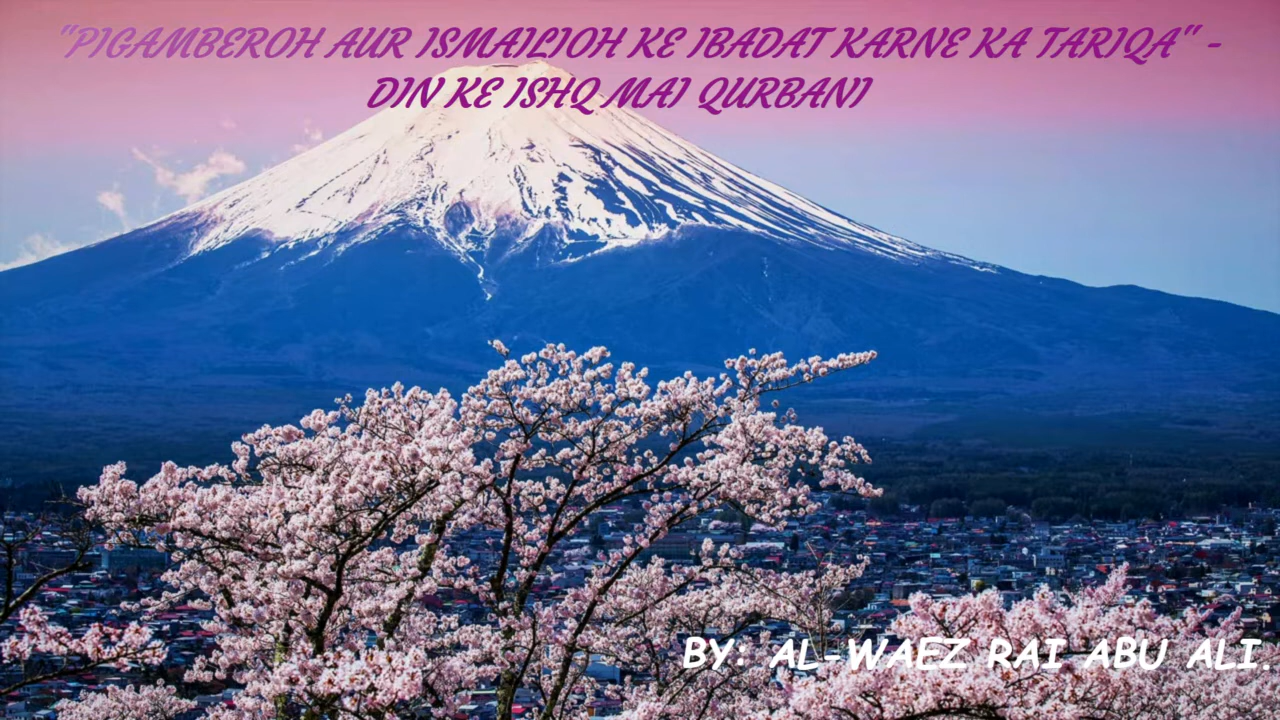 "PIGAMBEROH AUR ISMAILIOH KE IBADAT KARNE KA TARIQA" -
DIN KE ISHQ MAI QURBANI
BY: AL-WAEZ RAI ABU ALI.